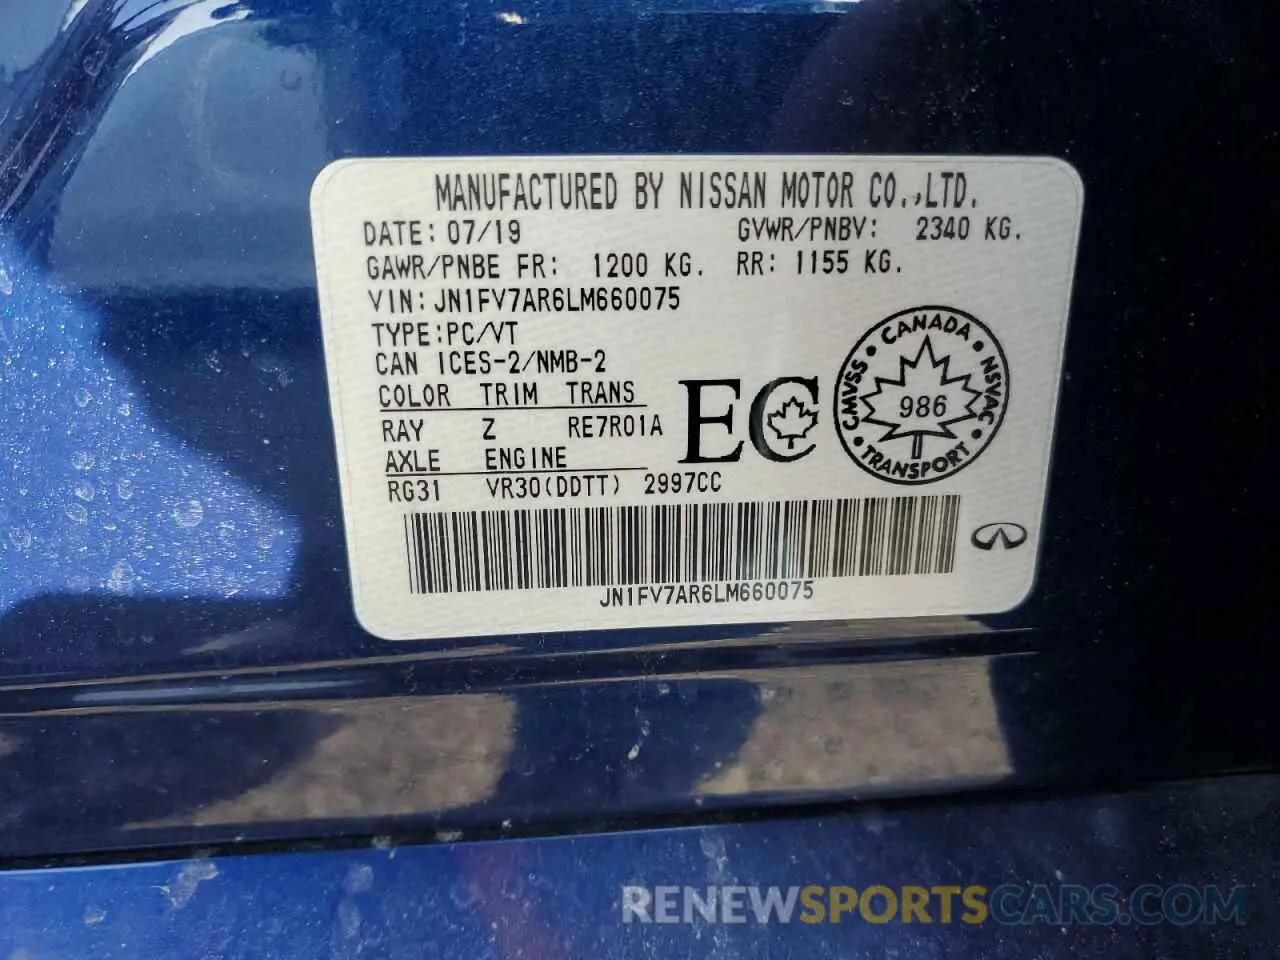 MANUFACTURED BY NISSAN MOTOR CO.,LTD.
DATE: 07/19 GVWR/PNBV: 2340 KG.
GAWR/PNBE FR: 1200 KG. RR: 1155 KG.
VIN: JN1FV7AR6LM660075
TYPE:PC/VT
CAN ICES-2/NMB-2
COLOR TRIM TRANS
RAY Z RE7R01A
AXLE ENGINE
RG31 VR30(DDTT) 2997CC
EC
CANADA
CMVSS
986
NSVAC
TRANSPORT
JN1FV7AR6LM660075
RENEWSPORTSCARS.COM